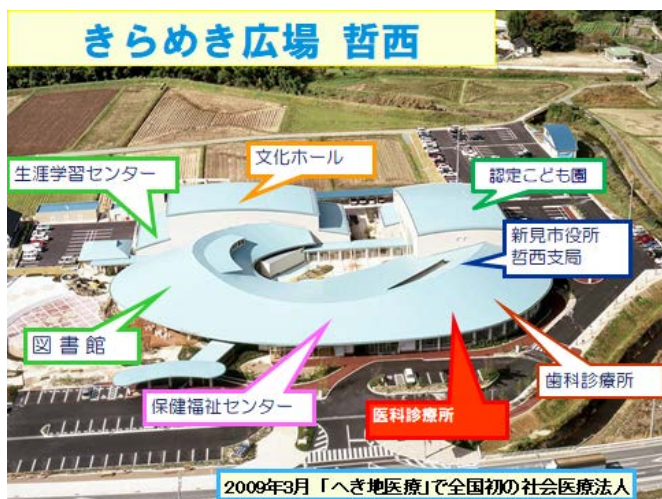 きらめき広場 哲西
文化ホール
生涯学習センター
認定こども園
新見市役所
哲西支局
図書館
歯科診療所
保健福祉センター
医科診療所
2009年3月「へき地医療」で全国初の社会医療法人